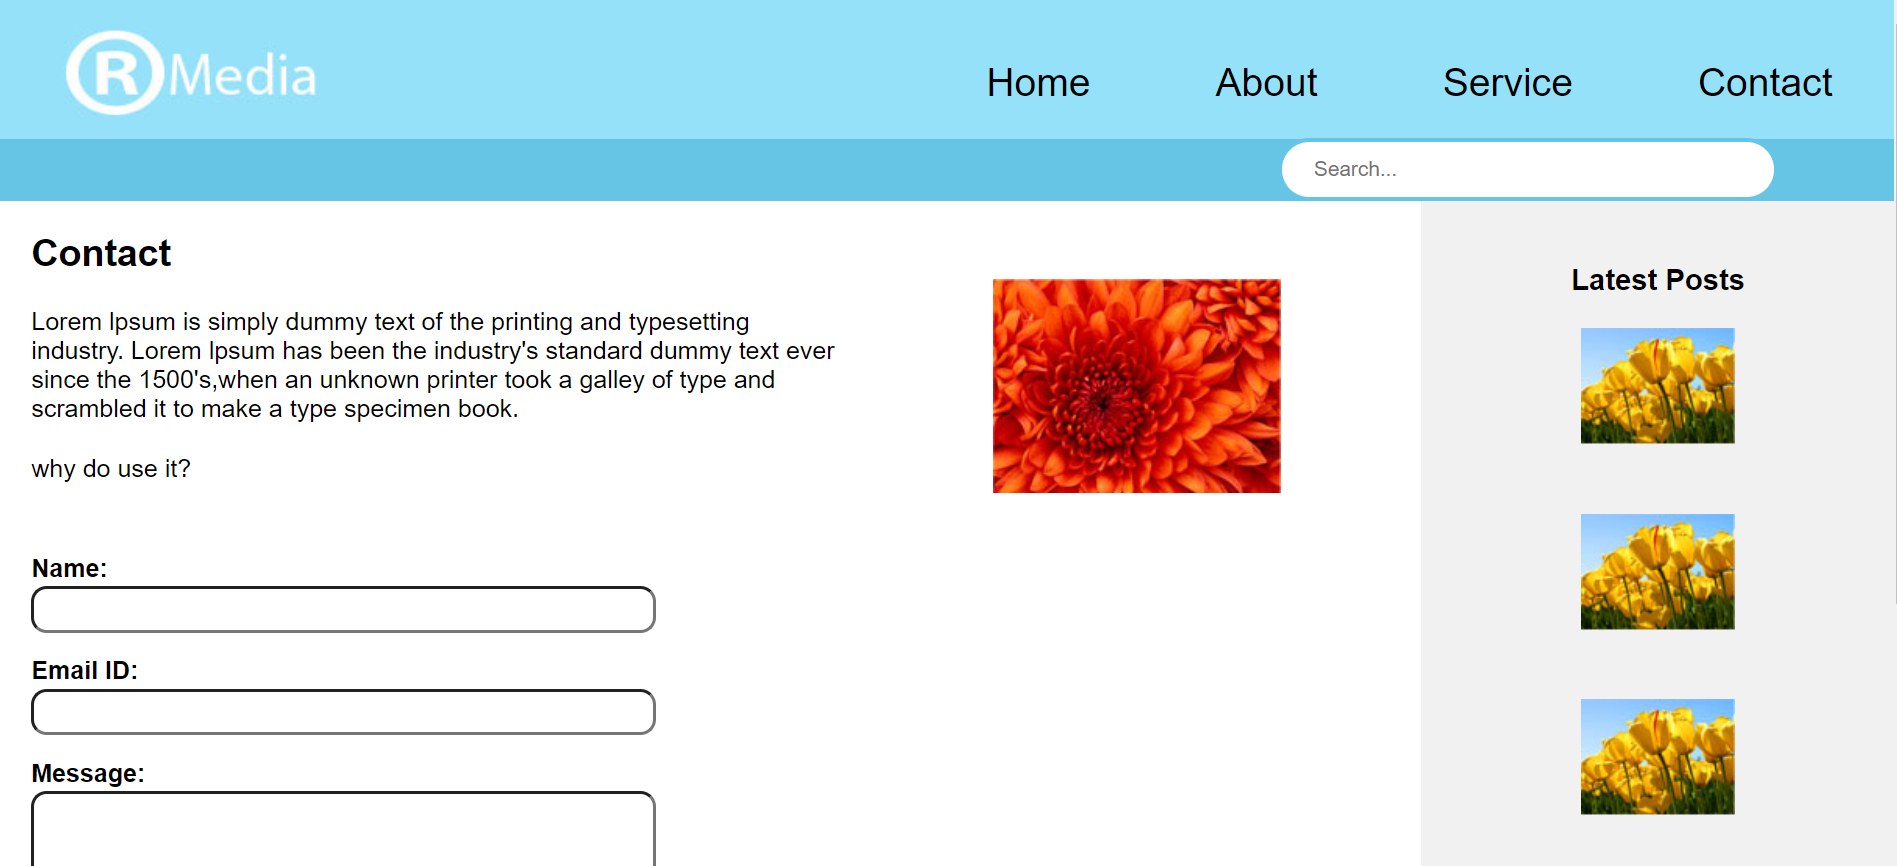 R Media
Home About Service Contact
Search...
Contact
Lorem Ipsum is simply dummy text of the printing and typesetting
industry. Lorem Ipsum has been the industry's standard dummy text ever
since the 1500's,when an unknown printer took a galley of type and
scrambled it to make a type specimen book.
why do use it?
Name:
Email ID:
Message:
Latest Posts